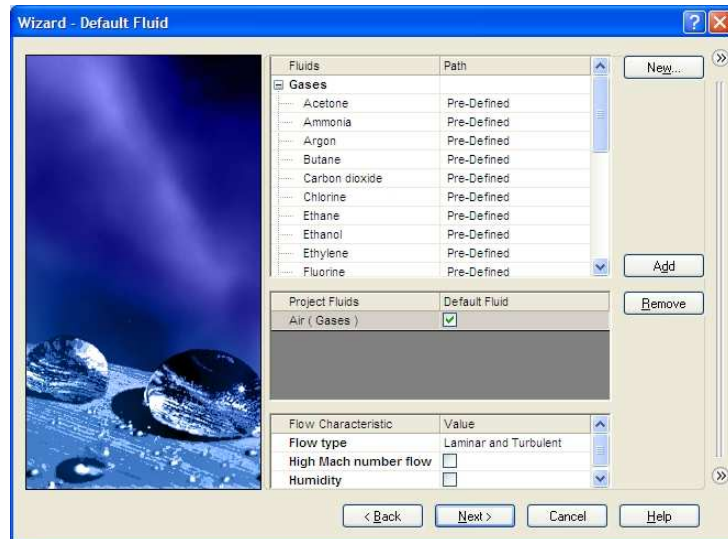 Wizard - Default Fluid
Fluids Path
Gases
Acetone Pre-Defined
Ammonia Pre-Defined
Argon Pre-Defined
Butane Pre-Defined
Carbon dioxide Pre-Defined
Chlorine Pre-Defined
Ethane Pre-Defined
Ethanol Pre-Defined
Ethylene Pre-Defined
Fluorine Pre-Defined
New...
Add
Project Fluids Default Fluid
Air ( Gases )
Remove
Flow Characteristic Value
Flow type Laminar and Turbulent
High Mach number flow
Humidity
< Back Next > Cancel Help